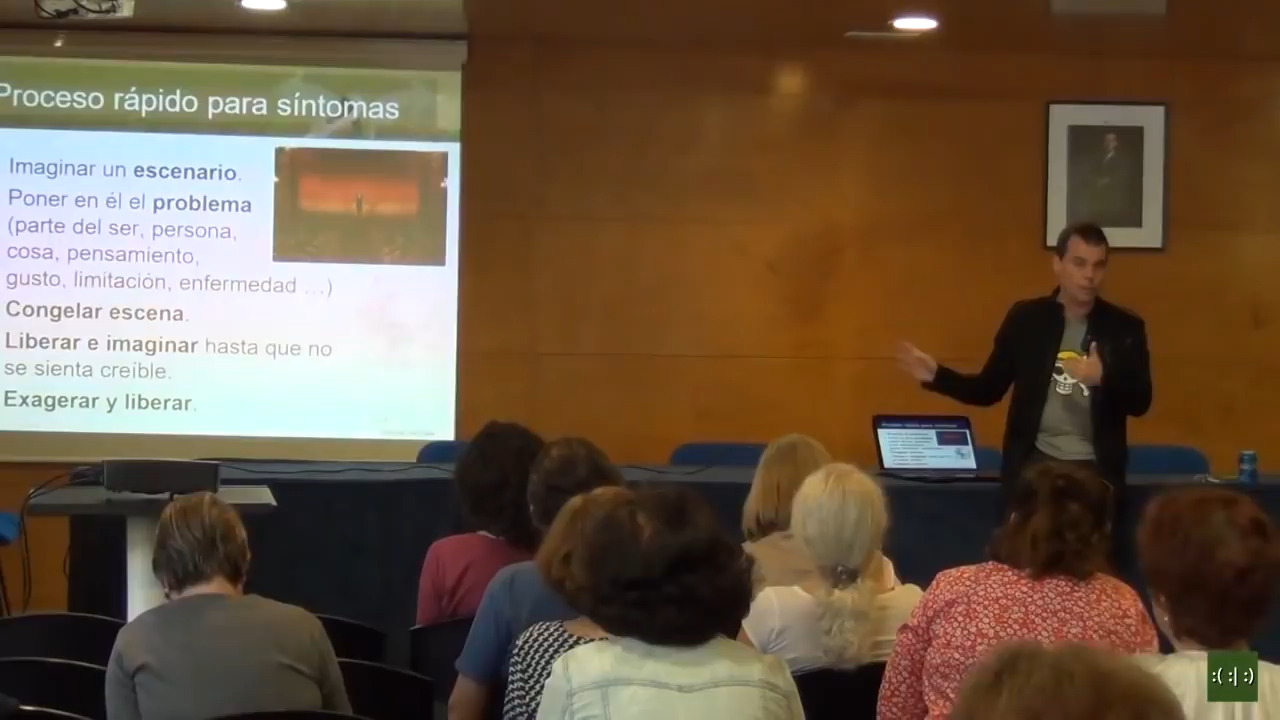 Proceso rápido para síntomas
Imaginar un escenario.
Poner en él el problema
(parte del ser, persona,
cosa, pensamiento,
gusto, limitación, enfermedad ...)
Congelar escena.
Liberar e imaginar hasta que no
se sienta creíble.
Exagerar y liberar.
:( :| :)